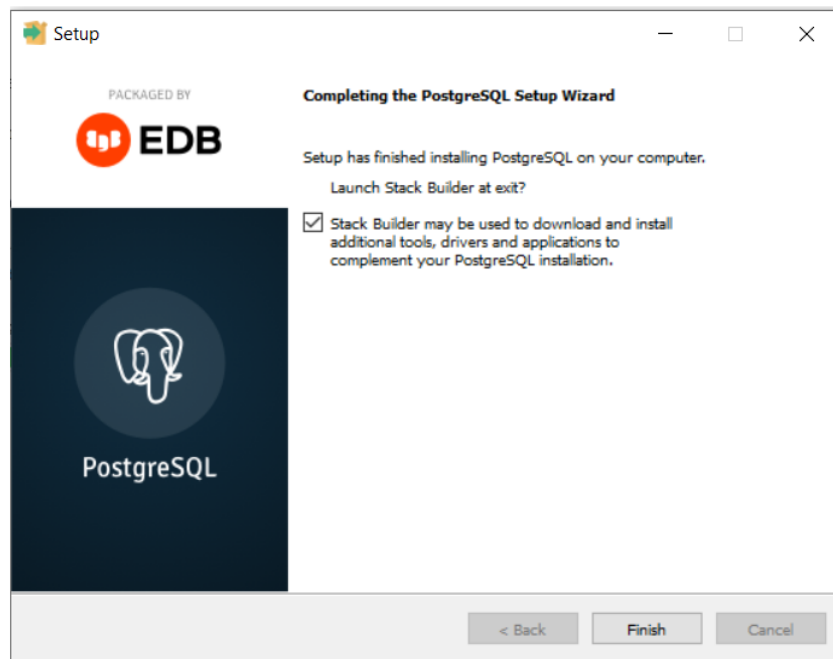 Setup
PACKAGED BY
EDB
PostgreSQL
Completing the PostgreSQL Setup Wizard
Setup has finished installing PostgreSQL on your computer.
Launch Stack Builder at exit?
Stack Builder may be used to download and install
additional tools, drivers and applications to
complement your PostgreSQL installation.
< Back
Finish
Cancel